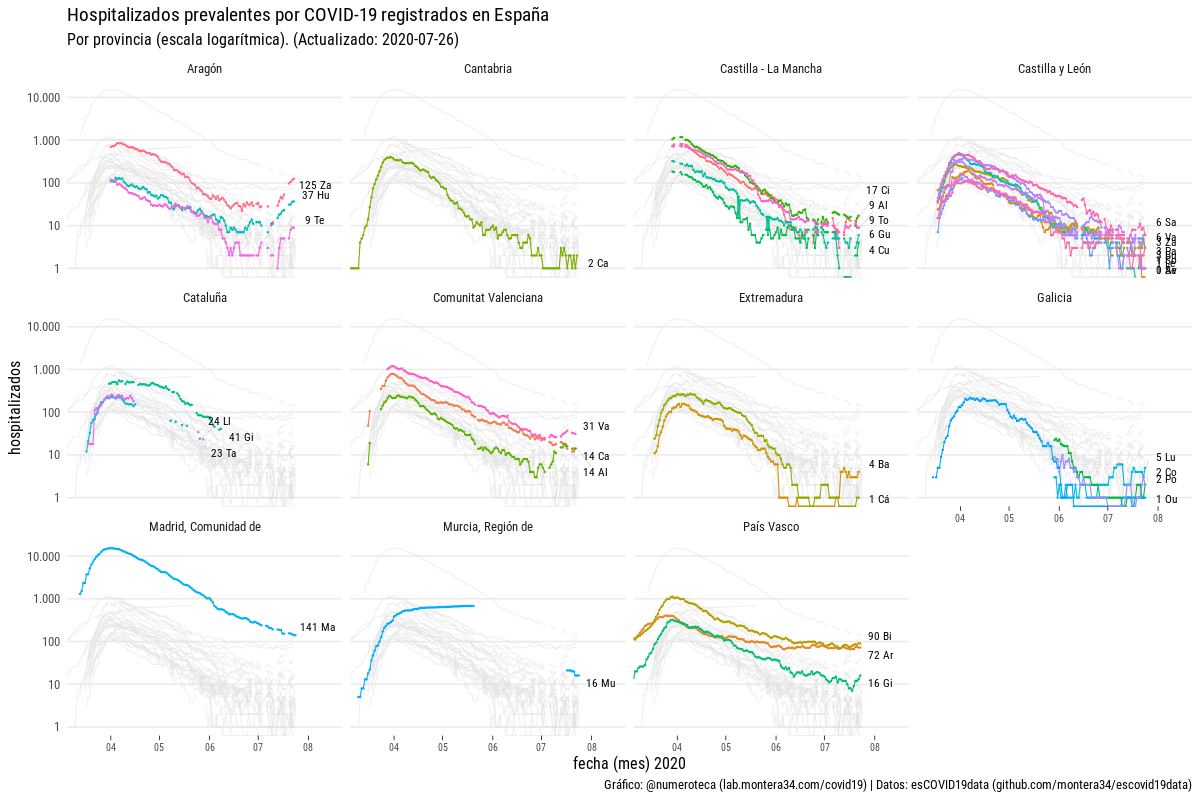 Hospitalizados prevalentes por COVID-19 registrados en España
Por provincia (escala logarítmica). (Actualizado: 2020-07-26)
Aragón
Cantabria
Castilla - La Mancha
Castilla y León
10.000
1.000
100
10
1
125 Za
37 Hu
9 Te
2 Ca
17 Ci
9 Al
9 To
6 Gu
4 Cu
6 Sa
6 Va
Cataluña
Comunitat Valenciana
Extremadura
Galicia
10.000
1.000
100
10
1
24 Ll
41 Gi
23 Ta
31 Va
14 Ca
14 Al
4 Ba
1 Cá
5 Lu
2 Co
2 Po
1 Ou
04
05
06
07
08
Madrid, Comunidad de
Murcia, Región de
País Vasco
10.000
1.000
100
10
1
141 Ma
16 Mu
90 Bi
72 Ar
16 Gi
04
05
06
07
08
04
05
06
07
08
04
05
06
07
08
hospitalizados
fecha (mes) 2020
Gráfico: @numeroteca (lab.montera34.com/covid19) | Datos: esCOVID19data (github.com/montera34/escovid19data)